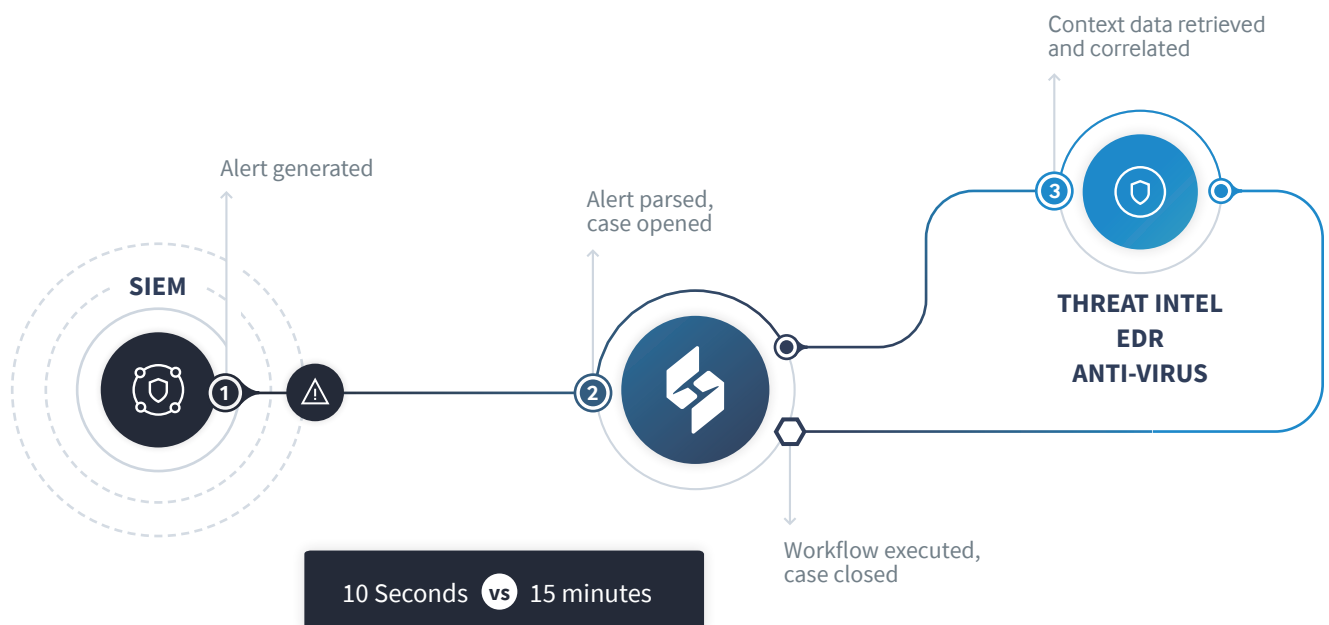 Context data retrieved
and correlated
Alert generated
Alert parsed,
case opened
SIEM
1
2
3
THREAT INTEL
EDR
ANTI-VIRUS
Workflow executed,
case closed
10 Seconds vs 15 minutes